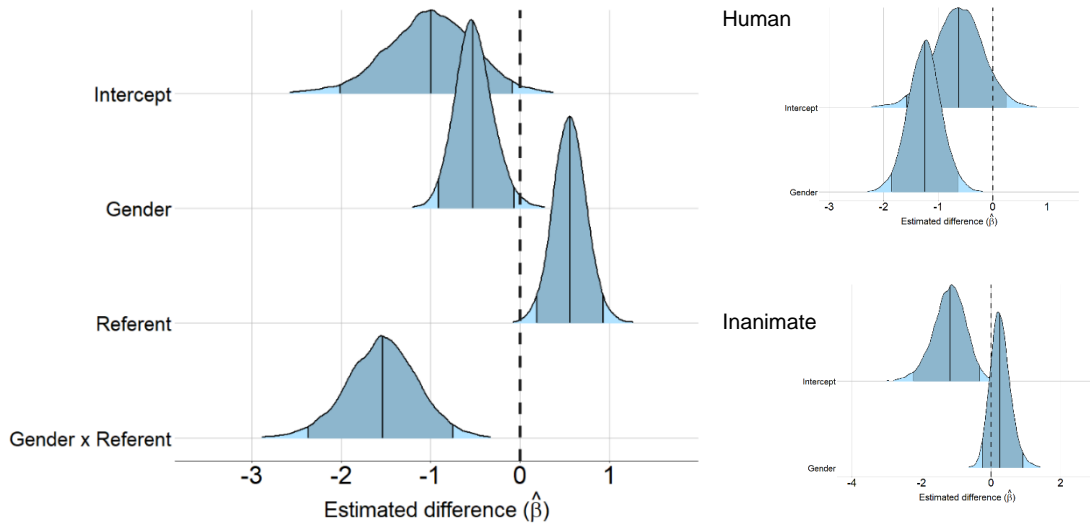 Intercept
Gender
Referent
Gender x Referent
-3 -2 -1 0 1
Estimated difference (β̂)
Human
Intercept
Gender
-3 -2 -1 0 1
Estimated difference (β̂)
Inanimate
Intercept
Gender
-4 -2 0 2
Estimated difference (β̂)